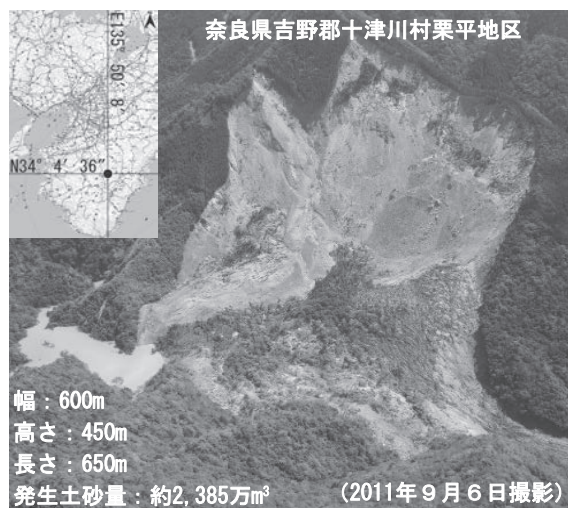 奈良県吉野郡十津川村栗平地区
E135° 50′ 8″
N34° 4′ 36″
幅：600m
高さ：450m
長さ：650m
発生土砂量：約2,385万m³
（2011年９月６日撮影）